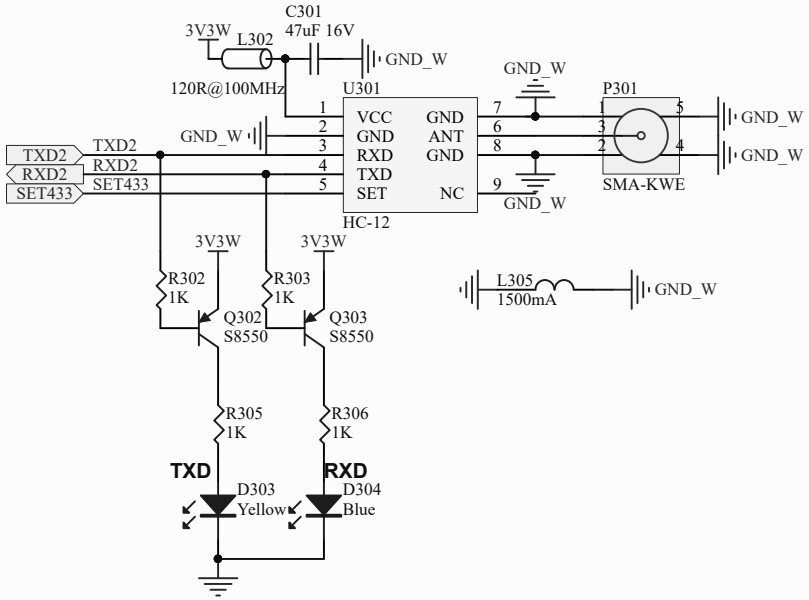 C301
3V3W
47uF 16V
L302
GND_W
120R@100MHz
U301
GND_W
P301
1
VCC
GND
7
1
5
GND_W
GND_W
2
GND
ANT
6
3
TXD2
TXD2
3
RXD
GND
8
2
4
GND_W
RXD2
RXD2
4
TXD
SET433
SET433
5
SET
NC
9
SMA-KWE
GND_W
HC-12
3V3W
3V3W
R302
1K
R303
1K
L305
1500mA
GND_W
Q302
S8550
Q303
S8550
R305
1K
R306
1K
TXD
RXD
D303
Yellow
D304
Blue